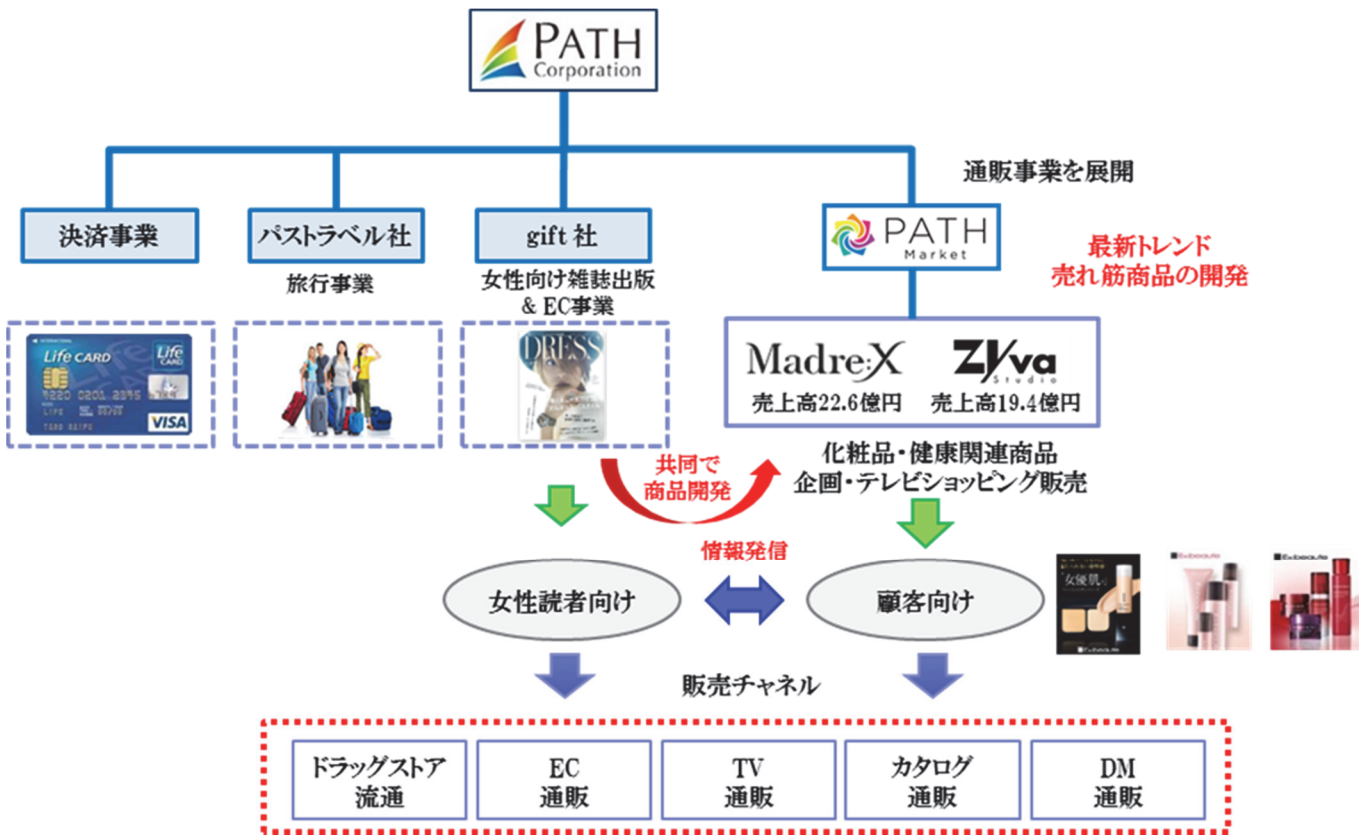 PATH
Corporation
通販事業を展開
決済事業
パストラベル社
gift 社
PATH
Market
最新トレンド
売れ筋商品の開発
旅行事業
女性向け雑誌出版
& EC事業
Life CARD
Life
CARD
VISA
DRESS
Madre:X
ZYva
Studio
売上高22.6億円
売上高19.4億円
化粧品・健康関連商品
企画・テレビショッピング販売
共同で
商品開発
情報発信
女性読者向け
顧客向け
「女優肌」
Exbeaute
Exbeaute
販売チャネル
ドラッグストア
流通
EC
通販
TV
通販
カタログ
通販
DM
通販